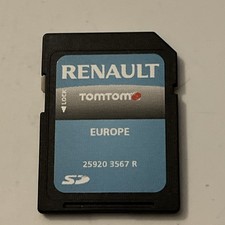 RENAULT
LOCK
TOMTOM
EUROPE
25920 3567 R
SD